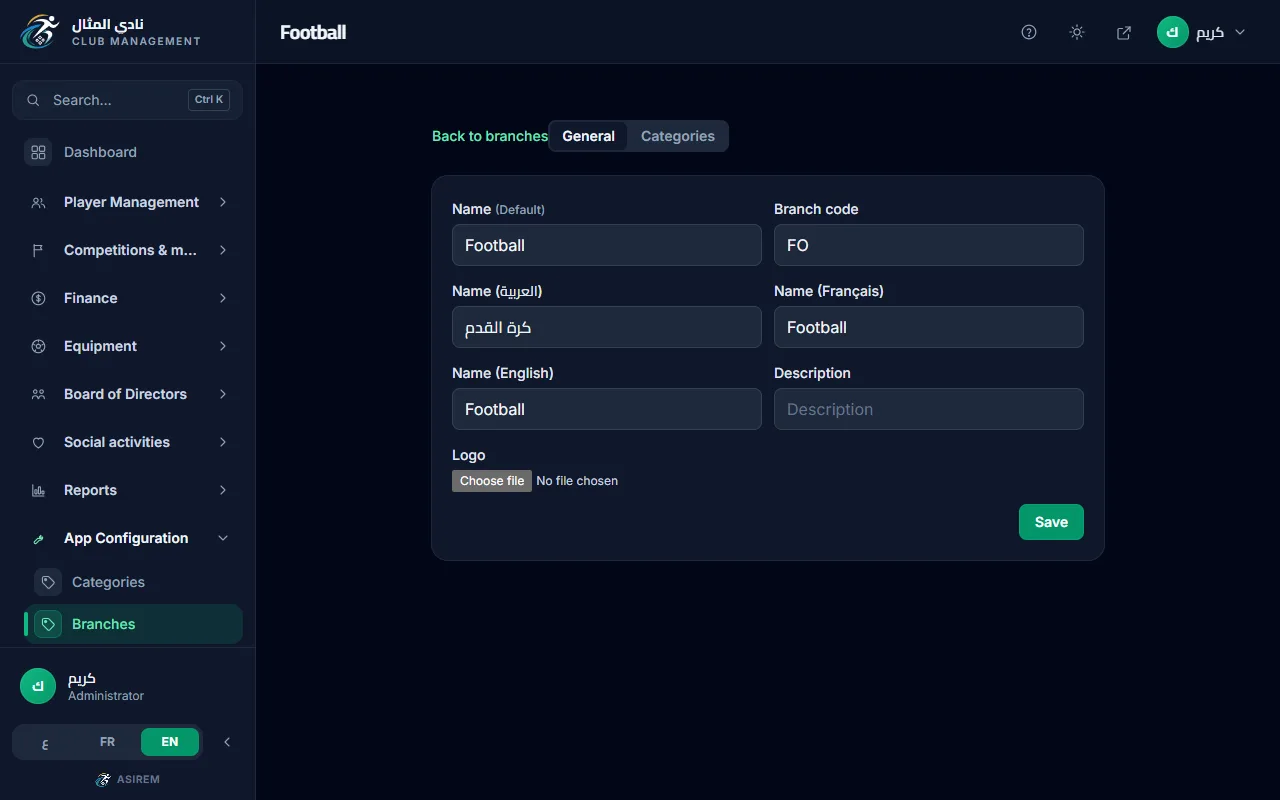 نادي المثال
CLUB MANAGEMENT
Search...
Ctrl K
Dashboard
Player Management
Competitions & m...
Finance
Equipment
Board of Directors
Social activities
Reports
App Configuration
Categories
Branches
كريم
Administrator
ع
FR
EN
ASIREM
Football
ك
كريم
Back to branches
General
Categories
Name (Default)
Branch code
Football
FO
Name (العربية)
Name (Français)
كرة القدم
Football
Name (English)
Description
Football
Description
Logo
Choose file No file chosen
Save